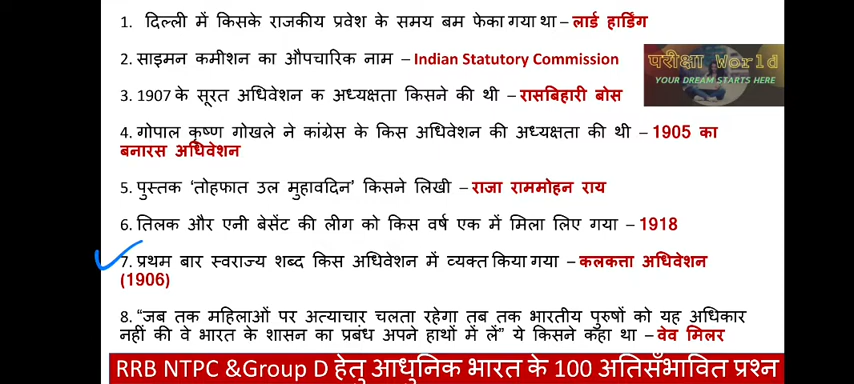 1. दिल्ली में किसके राजकीय प्रवेश के समय बम फेका गया था – लार्ड हार्डिंग
2. साइमन कमीशन का औपचारिक नाम – Indian Statutory Commission
परीक्षा World
YOUR DREAM STARTS HERE
3. 1907 के सूरत अधिवेशन क अध्यक्षता किसने की थी – रासबिहारी बोस
4. गोपाल कृष्ण गोखले ने कांग्रेस के किस अधिवेशन की अध्यक्षता की थी – 1905 का
बनारस अधिवेशन
5. पुस्तक ‘तोहफात उल मुहावदिन’ किसने लिखी – राजा राममोहन राय
6. तिलक और एनी बेसेंट की लीग को किस वर्ष एक में मिला लिए गया – 1918
7. प्रथम बार स्वराज्य शब्द किस अधिवेशन में व्यक्त किया गया – कलकत्ता अधिवेशन
(1906)
8. “जब तक महिलाओं पर अत्याचार चलता रहेगा तब तक भारतीय पुरुषों को यह अधिकार
नहीं की वे भारत के शासन का प्रबंध अपने हाथों में लें” ये किसने कहा था – वेव मिलर
RRB NTPC &Group D हेतु आधुनिक भारत के 100 अतिसँभावित प्रश्न